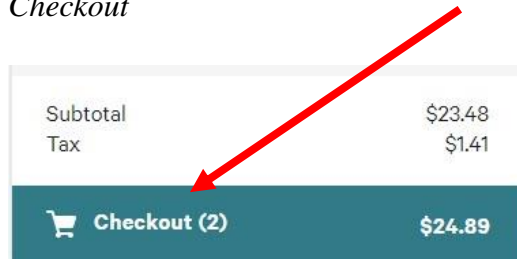 Checkout
Subtotal $23.48
Tax $1.41
Checkout (2) $24.89